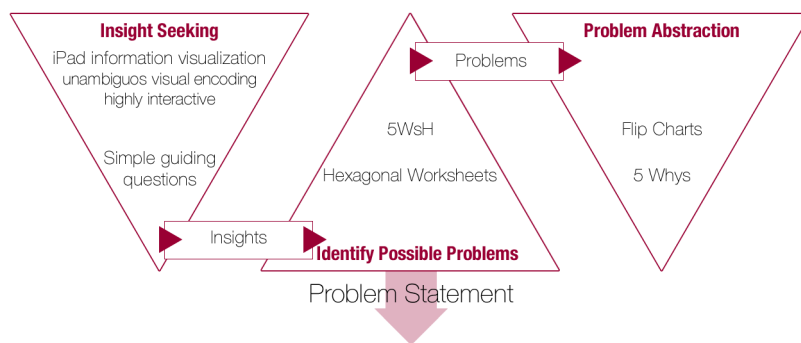 Insight Seeking
iPad information visualization
unambiguos visual encoding
highly interactive
Simple guiding
questions
Insights
5WsH
Hexagonal Worksheets
Identify Possible Problems
Problems
Problem Abstraction
Flip Charts
5 Whys
Problem Statement